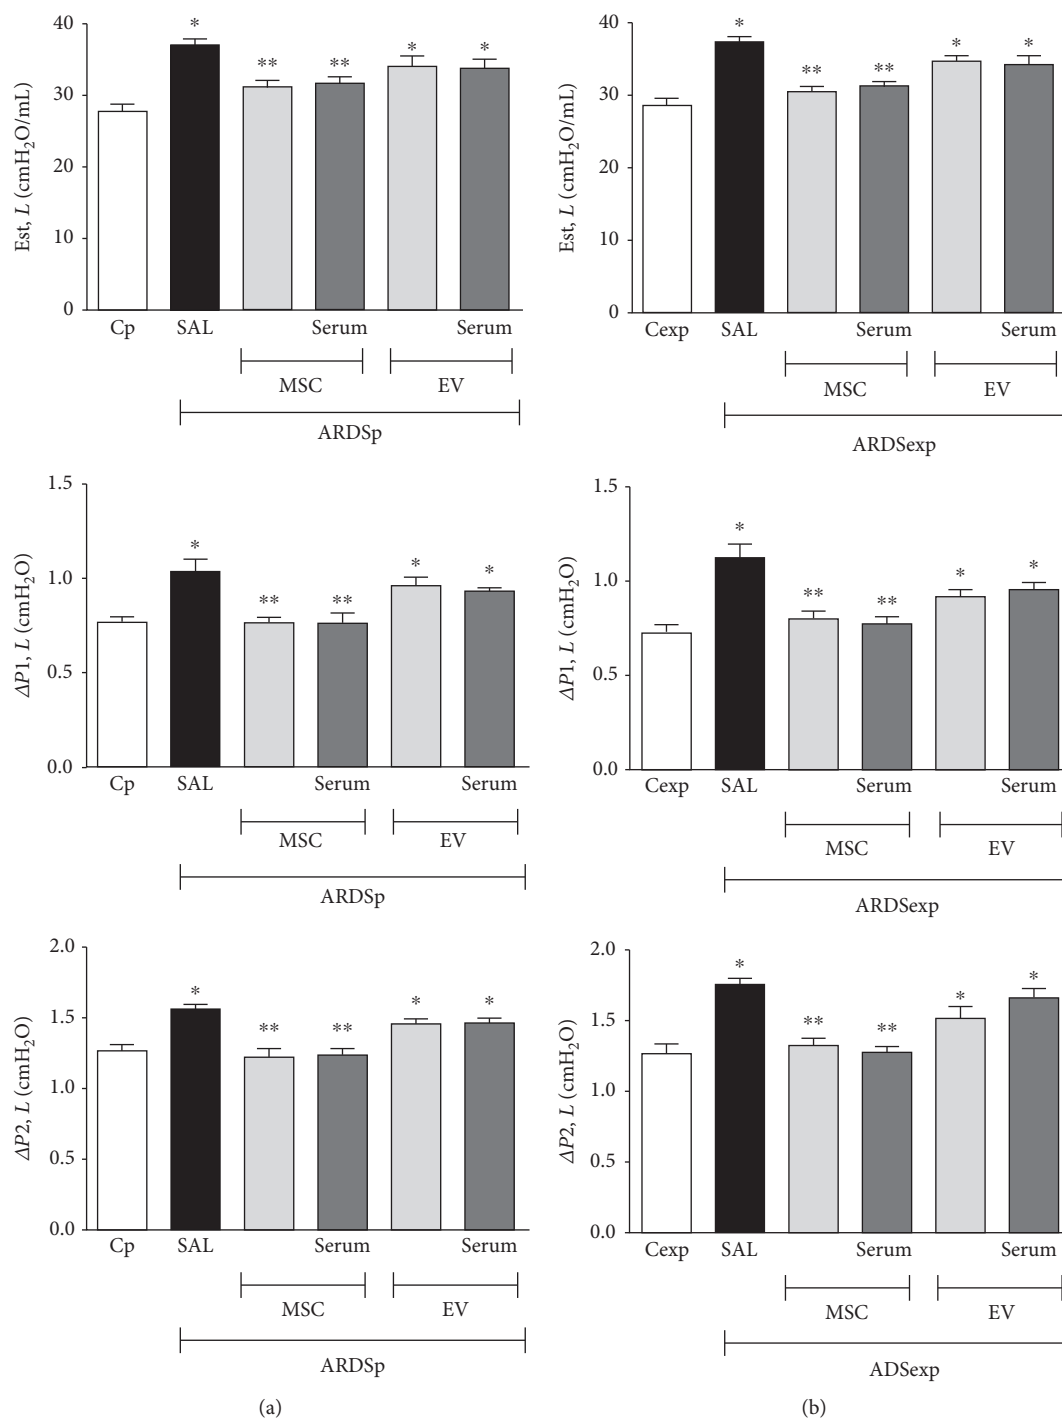 40
30
20
10
0
Est, L (cmH2O/mL)
*
**
**
*
*
Cp
SAL
Serum
Serum
MSC
EV
ARDSp
40
30
20
10
0
Est, L (cmH2O/mL)
*
**
**
*
*
Cexp
SAL
Serum
Serum
MSC
EV
ARDSexp
1.5
1.0
0.5
0.0
ΔP1, L (cmH2O)
*
**
**
*
*
Cp
SAL
Serum
Serum
MSC
EV
ARDSp
1.5
1.0
0.5
0.0
ΔP1, L (cmH2O)
*
**
**
*
*
Cexp
SAL
Serum
Serum
MSC
EV
ARDSexp
2.0
1.5
1.0
0.5
0.0
ΔP2, L (cmH2O)
*
**
**
*
*
Cp
SAL
Serum
Serum
MSC
EV
ARDSp
(a)
2.0
1.5
1.0
0.5
0.0
ΔP2, L (cmH2O)
*
**
**
*
*
Cexp
SAL
Serum
Serum
MSC
EV
ADSexp
(b)